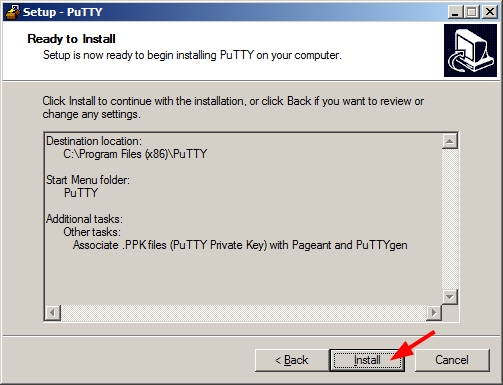 Setup - PuTTY
Ready to Install
Setup is now ready to begin installing PuTTY on your computer.
Click Install to continue with the installation, or click Back if you want to review or
change any settings.
Destination location:
C:\Program Files (x86)\PuTTY
Start Menu folder:
PuTTY
Additional tasks:
Other tasks:
Associate .PPK files (PuTTY Private Key) with Pageant and PuTTYgen
< Back
Install
Cancel